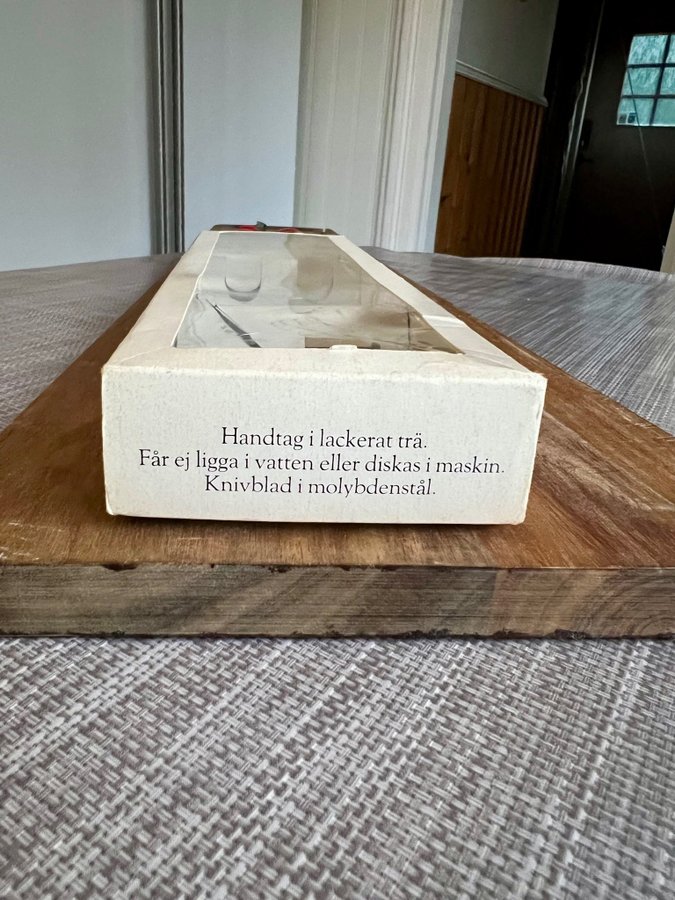 Handtag i lackerat trä.
Får ej ligga i vatten eller diskas i maskin.
Knivblad i molybdenstål.